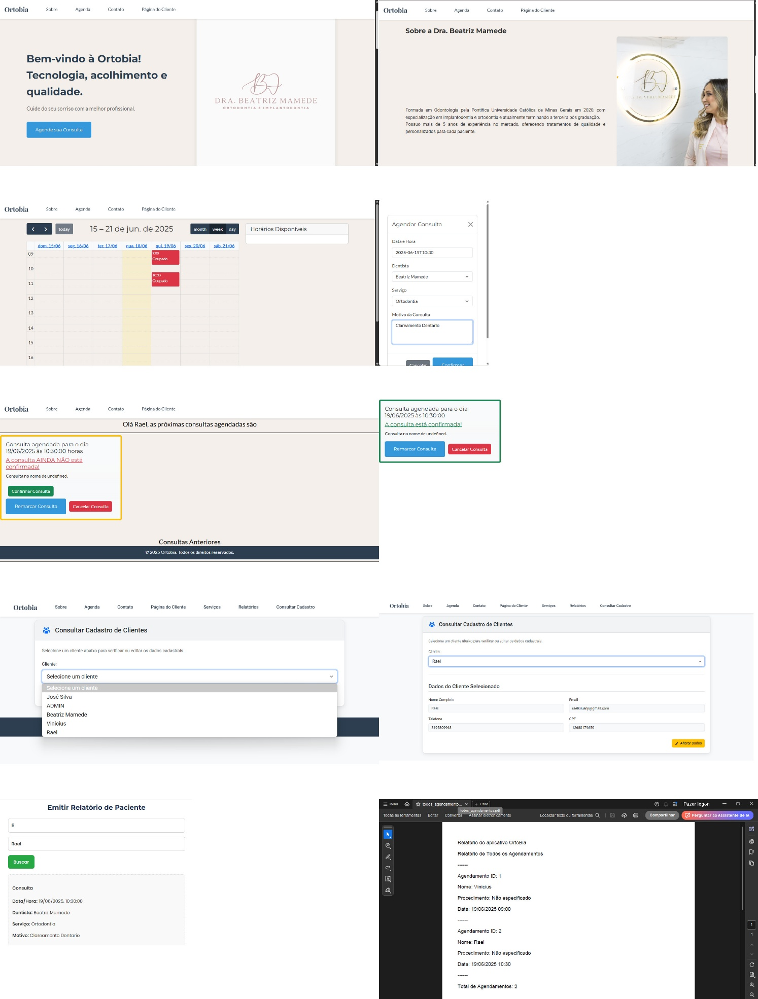 Ortobia Sobre Agenda Contato Página do Cliente
Bem-vindo à Ortobia!
Tecnologia, acolhimento e
qualidade.
Cuide do seu sorriso com a melhor profissional.
Agende sua Consulta
DRA. BEATRIZ MAMEDE
ORTODONTIA E IMPLANTODONTIA
Ortobia Sobre Agenda Contato Página do Cliente
Sobre a Dra. Beatriz Mamede
Formada em Odontologia pela Pontífica Universidade Católica de Minas Gerais em 2020, com
especialização em implantodontia e ortodontia e atualmente terminando a terceira pós graduação.
Possuo mais de 5 anos de experiência no mercado, oferecendo tratamentos de qualidade e
personalizados para cada paciente.
Ortobia Sobre Agenda Contato Página do Cliente
today 15 – 21 de jun. de 2025 month week day
Horários Disponíveis
dom. 15/06 seg. 16/06 ter. 17/06 qua. 18/06 qui. 19/06 sex. 20/06 sáb. 21/06
09
9:00
Ocupado
10
10:30
Ocupado
11
12
13
14
15
16
Agendar Consulta
Data e Hora
2025-06-19T10:30
Dentista
Beatriz Mamede
Serviço
Ortodontia
Motivo da Consulta
Clareamento Dentario
Cancelar Confirmar
Ortobia Sobre Agenda Contato Página do Cliente
Olá Rael, as próximas consultas agendadas são
Consulta agendada para o dia
19/06/2025 às 10:30:00 horas
A consulta AINDA NÃO está
confirmada!
Consulta no nome de undefined.
Confirmar Consulta
Remarcar Consulta Cancelar Consulta
Consultas Anteriores
© 2025 Ortobia. Todos os direitos reservados.
Consulta agendada para o dia
19/06/2025 às 10:30:00
A consulta está confirmada!
Consulta no nome de undefined.
Remarcar Consulta Cancelar Consulta
Ortobia Sobre Agenda Contato Página do Cliente Serviços Relatórios Consultar Cadastro
Consultar Cadastro de Clientes
Selecione um cliente abaixo para verificar ou editar os dados cadastrais.
Cliente:
Selecione um cliente
Selecione um cliente
José Silva
ADMIN
Beatriz Mamede
Vinicius
Rael
Ortobia Sobre Agenda Contato Página do Cliente Serviços Relatórios Consultar Cadastro
Consultar Cadastro de Clientes
Selecione um cliente abaixo para verificar ou editar os dados cadastrais.
Cliente:
Rael
Dados do Cliente Selecionado
Nome Completo Email
Rael raelkiluanji@gmail.com
Telefone CPF
3195809963 12680179650
Alterar Dados
Emitir Relatório de Paciente
5
Rael
Buscar
Consulta
Data/Hora: 19/06/2025, 10:30:00
Dentista: Beatriz Mamede
Serviço: Ortodontia
Motivo: Clareamento Dentario
Menu todos_agendamento... Criar Fazer logon
todos_agendamentos.pdf
Todas as ferramentas Editar Converter Assinar eletronicamente Localizar texto ou ferramentas Compartilhar Perguntar ao Assistente de IA
Relatório do aplicativo OrtoBia
Relatório de Todos os Agendamentos
------
Agendamento ID: 1
Nome: Vinicius
Procedimento: Não especificado
Data: 19/06/2025 09:00
------
Agendamento ID: 2
Nome: Rael
Procedimento: Não especificado
Data: 19/06/2025 10:30
------
Total de Agendamentos: 2
1
1